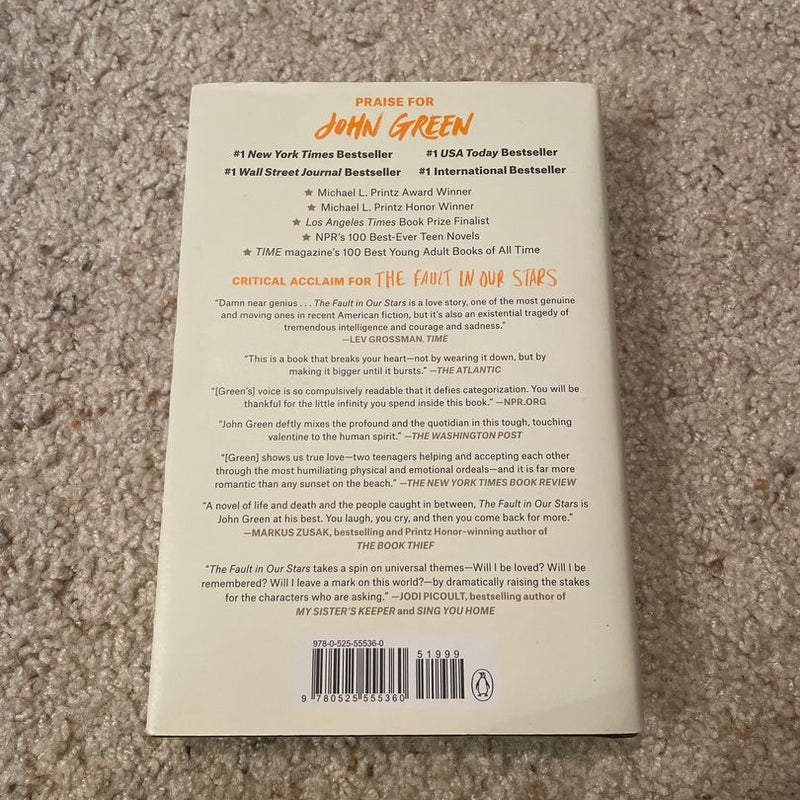 PRAISE FOR
JOHN GREEN
#1 New York Times Bestseller #1 USA Today Bestseller
#1 Wall Street Journal Bestseller #1 International Bestseller
★ Michael L. Printz Award Winner
★ Michael L. Printz Honor Winner
★ Los Angeles Times Book Prize Finalist
★ NPR's 100 Best-Ever Teen Novels
★ TIME magazine's 100 Best Young Adult Books of All Time
CRITICAL ACCLAIM FOR THE FAULT IN OUR STARS
“Damn near genius . . . The Fault in Our Stars is a love story, one of the most genuine
and moving ones in recent American fiction, but it's also an existential tragedy of
tremendous intelligence and courage and sadness.”
—LEV GROSSMAN, TIME
“This is a book that breaks your heart—not by wearing it down, but by
making it bigger until it bursts.” —THE ATLANTIC
“[Green's] voice is so compulsively readable that it defies categorization. You will be
thankful for the little infinity you spend inside this book.” —NPR.ORG
“John Green deftly mixes the profound and the quotidian in this tough, touching
valentine to the human spirit.” —THE WASHINGTON POST
“[Green] shows us true love—two teenagers helping and accepting each other
through the most humiliating physical and emotional ordeals—and it is far more
romantic than any sunset on the beach.” —THE NEW YORK TIMES BOOK REVIEW
“A novel of life and death and the people caught in between, The Fault in Our Stars is
John Green at his best. You laugh, you cry, and then you come back for more.”
—MARKUS ZUSAK, bestselling and Printz Honor–winning author of
THE BOOK THIEF
“The Fault in Our Stars takes a spin on universal themes—Will I be loved? Will I be
remembered? Will I leave a mark on this world?—by dramatically raising the stakes
for the characters who are asking.” —JODI PICOULT, bestselling author of
MY SISTER'S KEEPER and SING YOU HOME
978-0-525-55536-0
51999
9 780525 555360